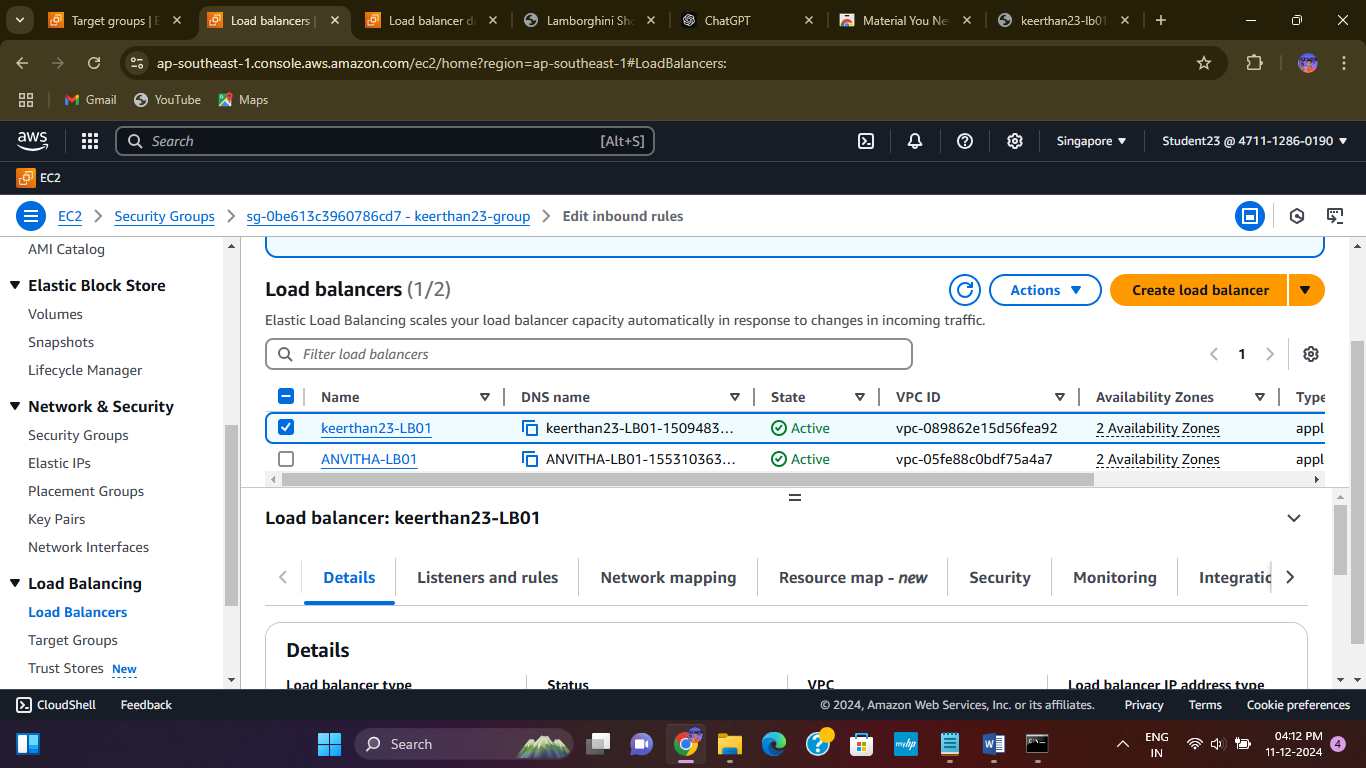 Target groups | E
Load balancers |
Load balancer de
Lamborghini Sho
ChatGPT
Material You Ne
keerthan23-lb01
ap-southeast-1.console.aws.amazon.com/ec2/home?region=ap-southeast-1#LoadBalancers:
Gmail YouTube Maps
aws Search [Alt+S] Singapore Student23 @ 4711-1286-0190
EC2
EC2 Security Groups sg-0be613c3960786cd7 - keerthan23-group Edit inbound rules
AMI Catalog
Elastic Block Store
Volumes
Snapshots
Lifecycle Manager
Network & Security
Security Groups
Elastic IPs
Placement Groups
Key Pairs
Network Interfaces
Load Balancing
Load Balancers
Target Groups
Trust Stores New
Load balancers (1/2) Actions Create load balancer
Elastic Load Balancing scales your load balancer capacity automatically in response to changes in incoming traffic.
Filter load balancers 1
Name DNS name State VPC ID Availability Zones Type
keerthan23-LB01 keerthan23-LB01-1509483... Active vpc-089862e15d56fea92 2 Availability Zones appl
ANVITHA-LB01 ANVITHA-LB01-155310363... Active vpc-05fe88c0bdf75a4a7 2 Availability Zones appl
Load balancer: keerthan23-LB01
Details Listeners and rules Network mapping Resource map - new Security Monitoring Integratio
Details
Load balancer type Status VPC Load balancer IP address type
CloudShell Feedback © 2024, Amazon Web Services, Inc. or its affiliates. Privacy Terms Cookie preferences
Search myhp ENG 04:12 PM
IN 11-12-2024 4